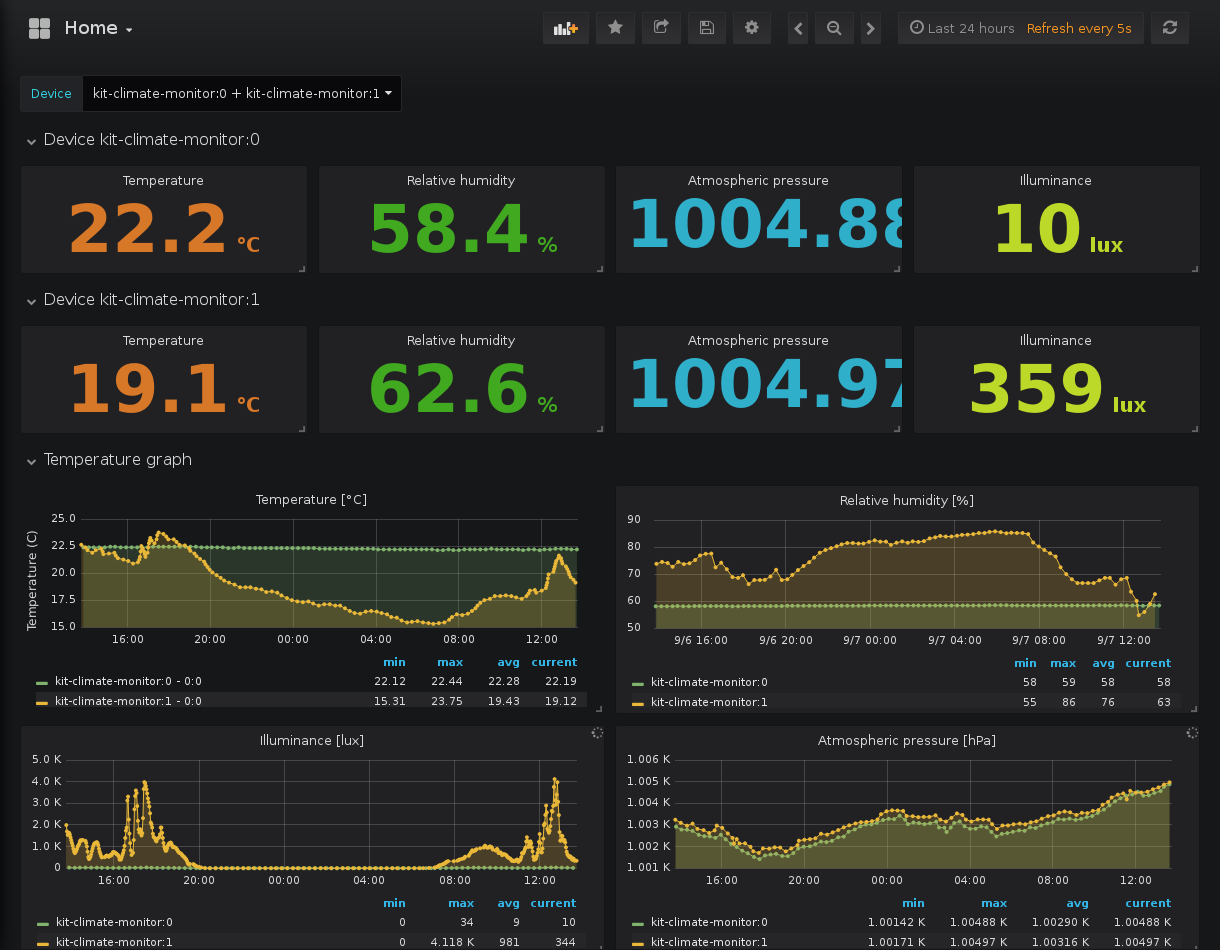 Home
Last 24 hours Refresh every 5s
Device kit-climate-monitor:0 + kit-climate-monitor:1
Device kit-climate-monitor:0
Temperature Relative humidity Atmospheric pressure Illuminance
22.2 °C 58.4 % 1004.88 10 lux
Device kit-climate-monitor:1
Temperature Relative humidity Atmospheric pressure Illuminance
19.1 °C 62.6 % 1004.97 359 lux
Temperature graph
Temperature [°C]
Temperature (C)
25.0
22.5
20.0
17.5
15.0
16:00 20:00 00:00 04:00 08:00 12:00
min max avg current
kit-climate-monitor:0 - 0:0 22.12 22.44 22.28 22.19
kit-climate-monitor:1 - 0:0 15.31 23.75 19.43 19.12
Relative humidity [%]
90
80
70
60
50
9/6 16:00 9/6 20:00 9/7 00:00 9/7 04:00 9/7 08:00 9/7 12:00
min max avg current
kit-climate-monitor:0 58 59 58 58
kit-climate-monitor:1 55 86 76 63
Illuminance [lux]
5.0 K
4.0 K
3.0 K
2.0 K
1.0 K
0
16:00 20:00 00:00 04:00 08:00 12:00
min max avg current
kit-climate-monitor:0 0 34 9 10
kit-climate-monitor:1 0 4.118 K 981 344
Atmospheric pressure [hPa]
1.006 K
1.005 K
1.004 K
1.003 K
1.002 K
1.001 K
16:00 20:00 00:00 04:00 08:00 12:00
min max avg current
kit-climate-monitor:0 1.00142 K 1.00488 K 1.00290 K 1.00488 K
kit-climate-monitor:1 1.00171 K 1.00497 K 1.00316 K 1.00497 K